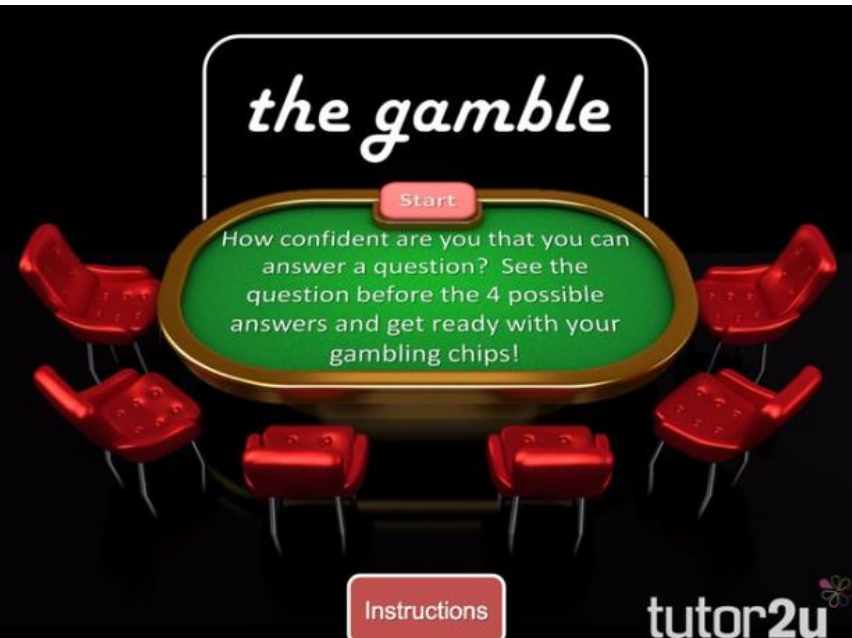 the gamble
Start
How confident are you that you can
answer a question? See the
question before the 4 possible
answers and get ready with your
gambling chips!
Instructions
tutor2u